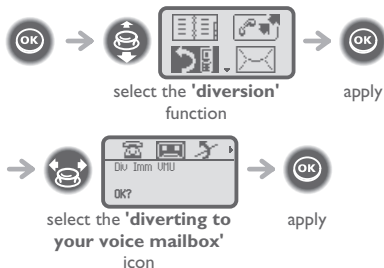 OK
OK
select the 'diversion'
function
apply
Div Imm VMU
OK?
OK
select the 'diverting to
your voice mailbox'
icon
apply